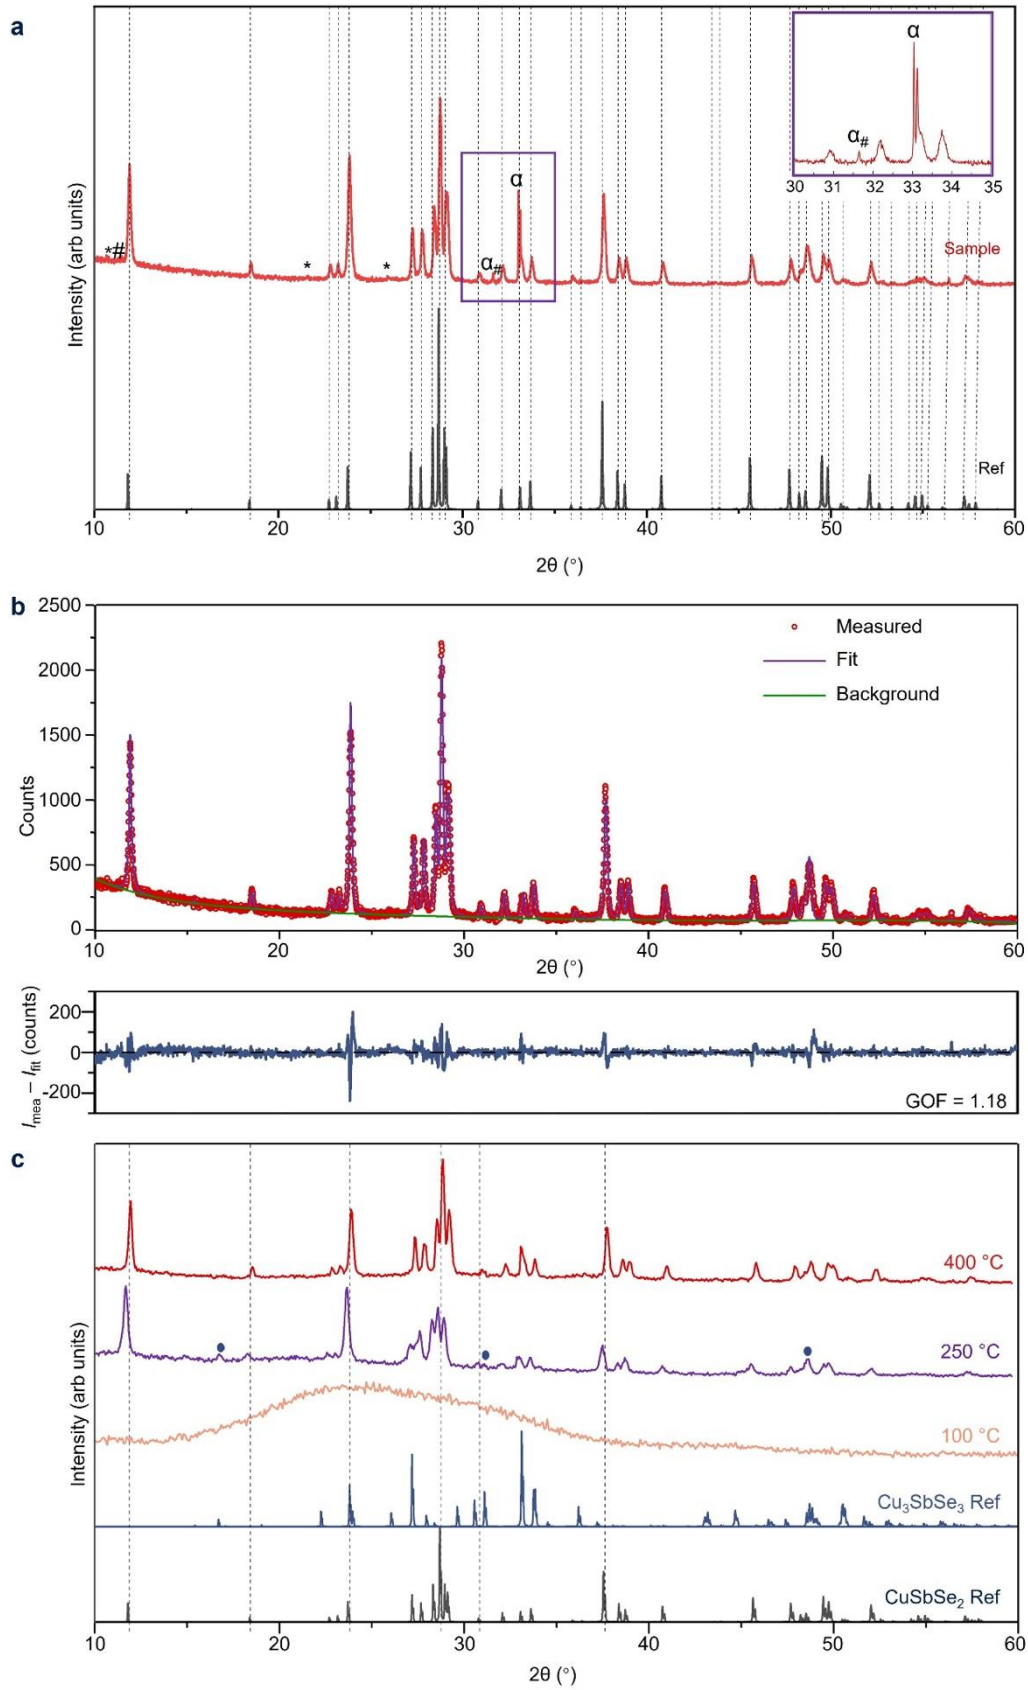 a
Intensity (arb units)
*#
*
*
α#
α
α
α#
30 31 32 33 34 35
Sample
Ref
10 20 30 40 50 60
2θ (°)
b
2500
2000
1500
1000
500
0
Counts
Measured
Fit
Background
10 20 30 40 50 60
2θ (°)
Imea – Ifit (counts)
200
0
-200
GOF = 1.18
c
Intensity (arb units)
400 °C
250 °C
100 °C
Cu3SbSe3 Ref
CuSbSe2 Ref
10 20 30 40 50 60
2θ (°)